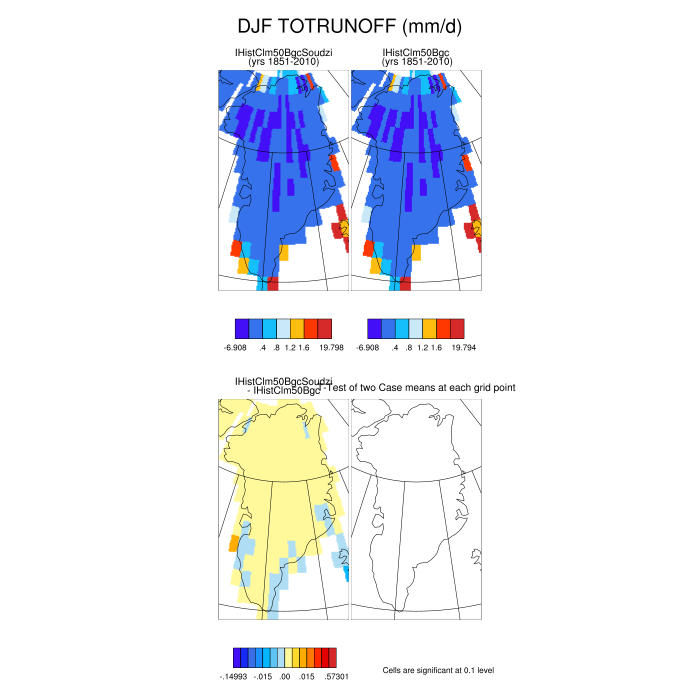 DJF TOTRUNOFF (mm/d)
IHistClm50BgcSoudzi
(yrs 1851-2010)
IHistClm50Bgc
(yrs 1851-2010)
-6.908 .4 .8 1.2 1.6 19.798
-6.908 .4 .8 1.2 1.6 19.794
IHistClm50BgcSoudzi
- IHistClm50Bgc
T-Test of two Case means at each grid point
-.14993 -.015 .00 .015 .57301
Cells are significant at 0.1 level